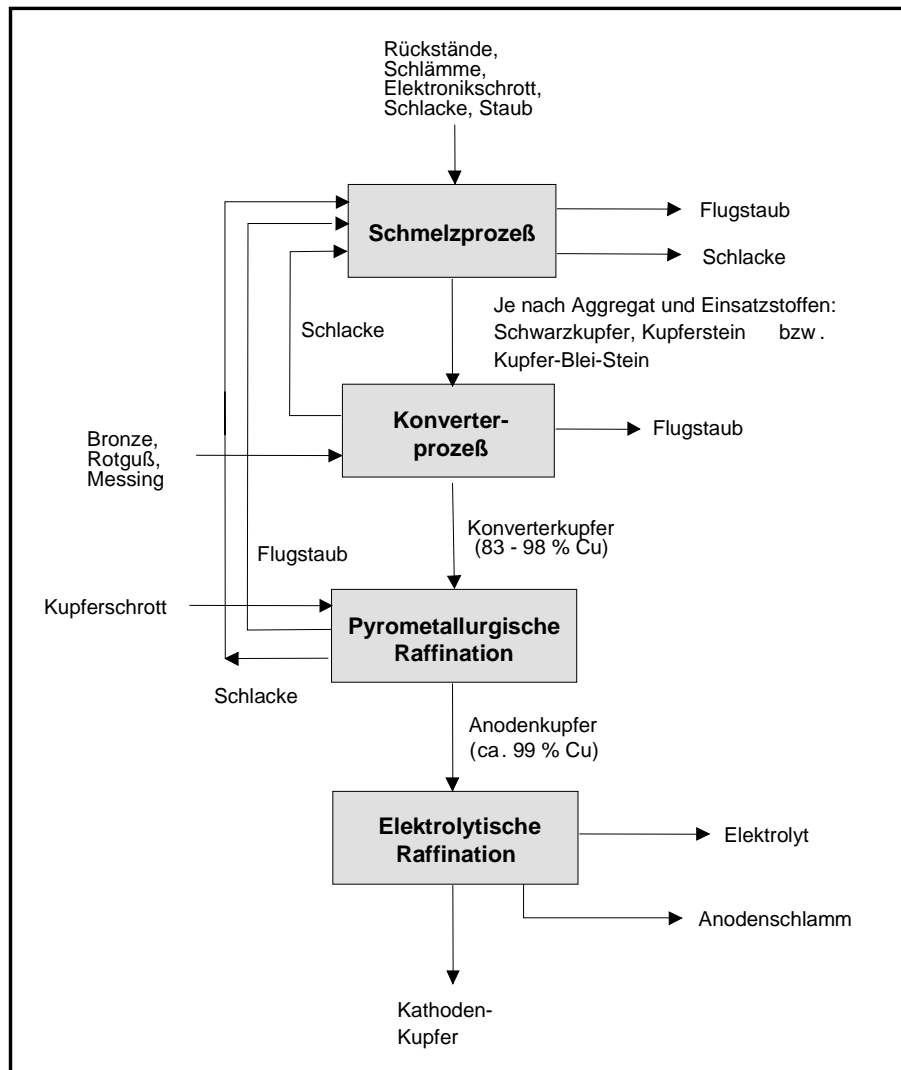 Rückstände,
Schlämme,
Elektronikschrott,
Schlacke, Staub
Schmelzprozeß
Flugstaub
Schlacke
Je nach Aggregat und Einsatzstoffen:
Schwarzkupfer, Kupferstein bzw.
Kupfer-Blei-Stein
Schlacke
Konverter-
prozeß
Flugstaub
Bronze,
Rotguß,
Messing
Konverterkupfer
(83 - 98 % Cu)
Flugstaub
Kupferschrott
Pyrometallurgische
Raffination
Schlacke
Anodenkupfer
(ca. 99 % Cu)
Elektrolytische
Raffination
Elektrolyt
Anodenschlamm
Kathoden-
Kupfer